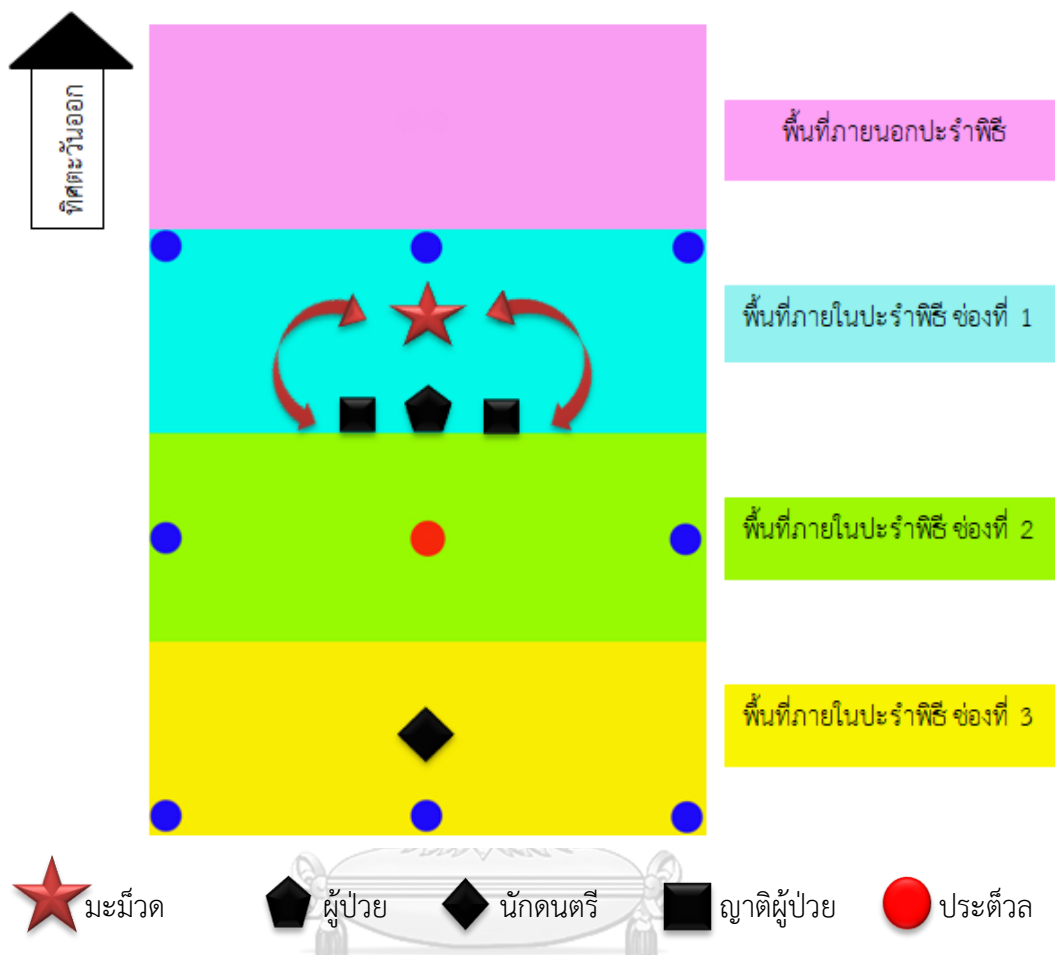 ทิศตะวันออก
พื้นที่ภายนอกปะรำพิธี
พื้นที่ภายในปะรำพิธี ช่องที่ 1
พื้นที่ภายในปะรำพิธี ช่องที่ 2
พื้นที่ภายในปะรำพิธี ช่องที่ 3
มะม็วด ผู้ป่วย นักดนตรี ญาติผู้ป่วย ประต็วล